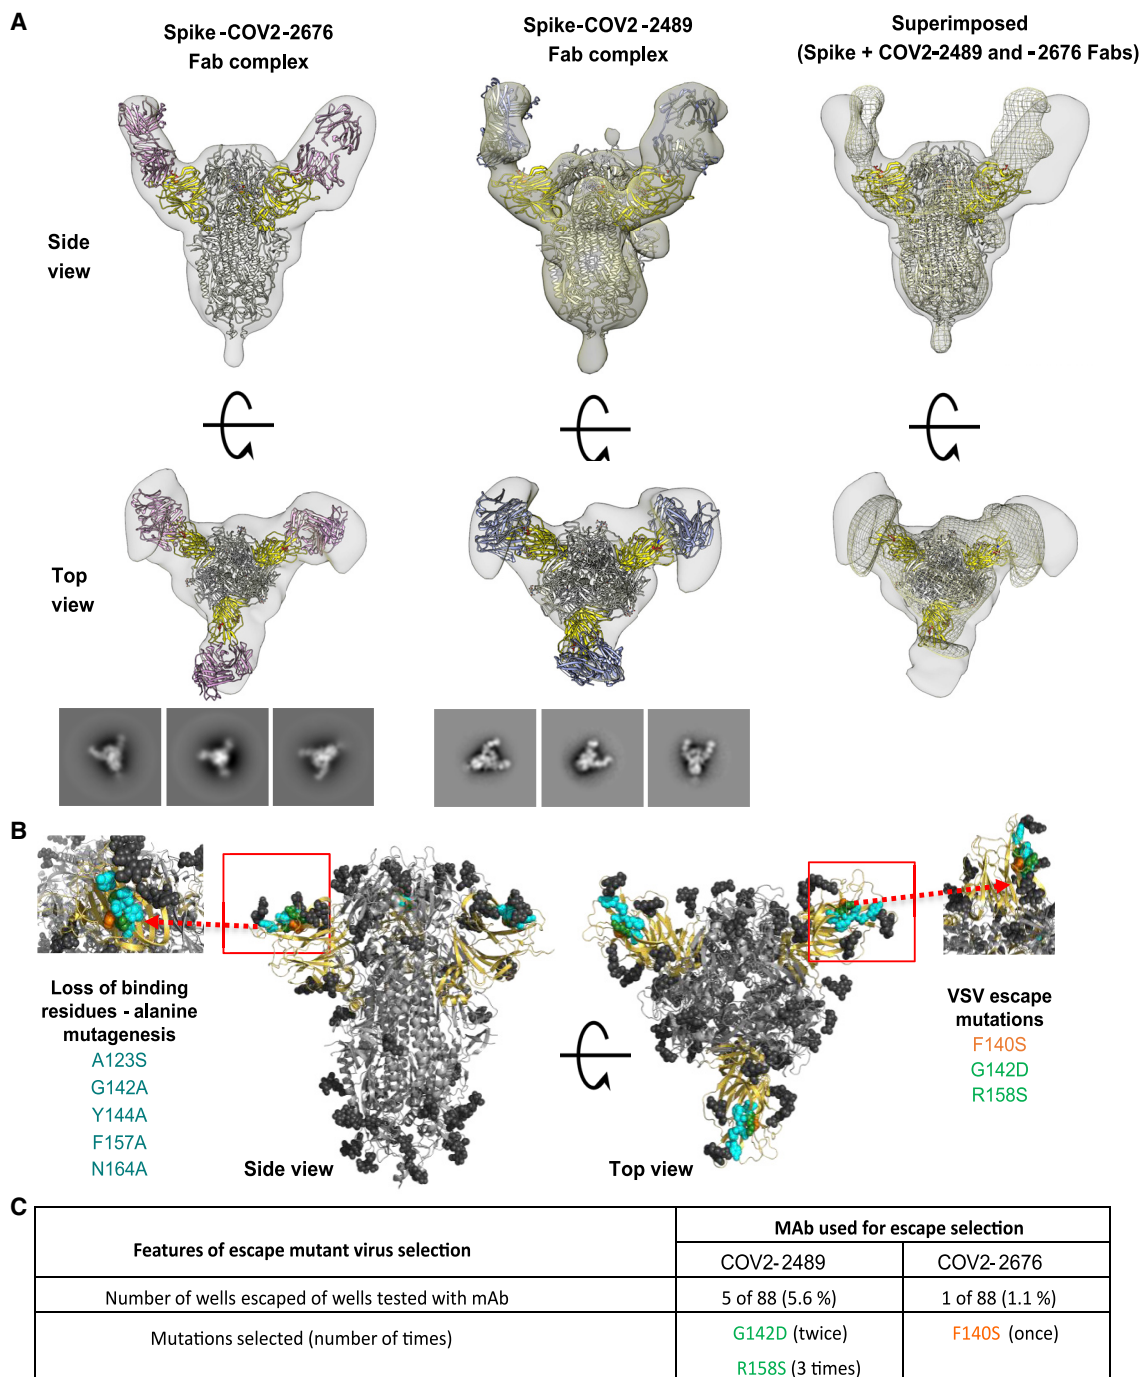 A
Spike-COV2-2676
Fab complex
Spike-COV2-2489
Fab complex
Superimposed
(Spike + COV2-2489 and -2676 Fabs)
Side
view
Top
view
B
Loss of binding
residues - alanine
mutagenesis
A123S
G142A
Y144A
F157A
N164A
Side view
Top view
VSV escape
mutations
F140S
G142D
R158S
C
Features of escape mutant virus selection
MAb used for escape selection
COV2-2489
COV2-2676
Number of wells escaped of wells tested with mAb
5 of 88 (5.6 %)
1 of 88 (1.1 %)
Mutations selected (number of times)
G142D (twice)
F140S (once)
R158S (3 times)